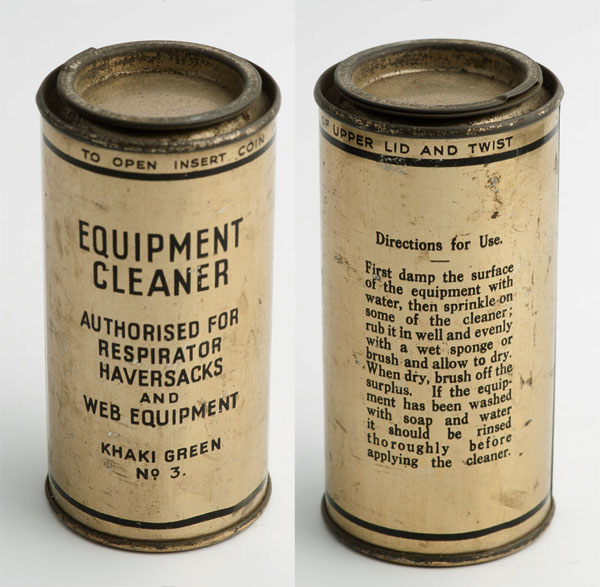 TO OPEN INSERT COIN
EQUIPMENT
CLEANER
AUTHORISED FOR
RESPIRATOR
HAVERSACKS
AND
WEB EQUIPMENT
KHAKI GREEN
Nº 3.
OF UPPER LID AND TWIST
Directions for Use.
First damp the surface
of the equipment with
water, then sprinkle on
some of the cleaner;
rub it in well and evenly
with a wet sponge or
brush and allow to dry.
When dry, brush off the
surplus. If the equip-
ment has been washed
with soap and water
it should be rinsed
thoroughly before
applying the cleaner.